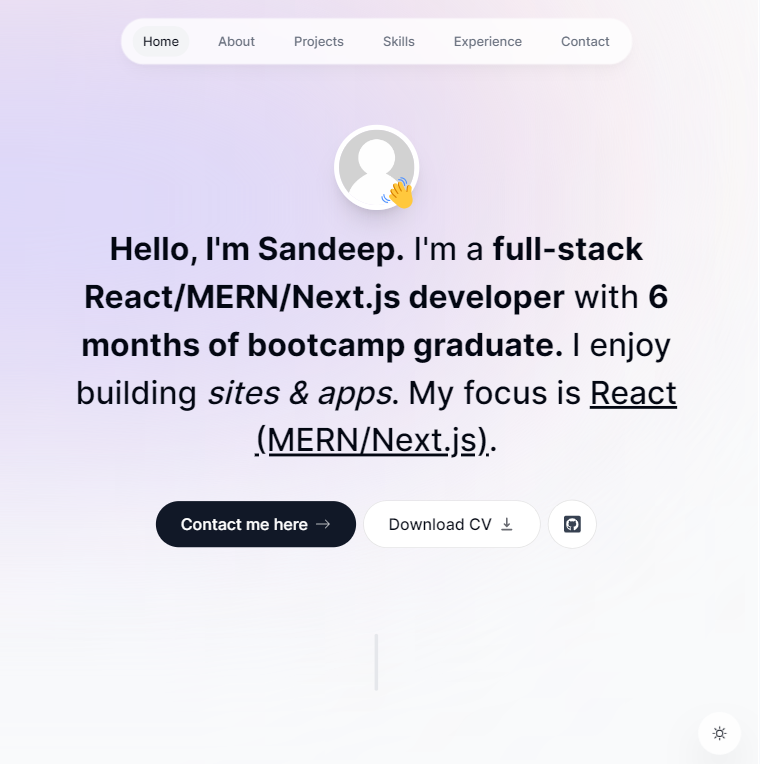 Home About Projects Skills Experience Contact
Hello, I'm Sandeep. I'm a full-stack
React/MERN/Next.js developer with 6
months of bootcamp graduate. I enjoy
building sites & apps. My focus is React
(MERN/Next.js).
Contact me here Download CV